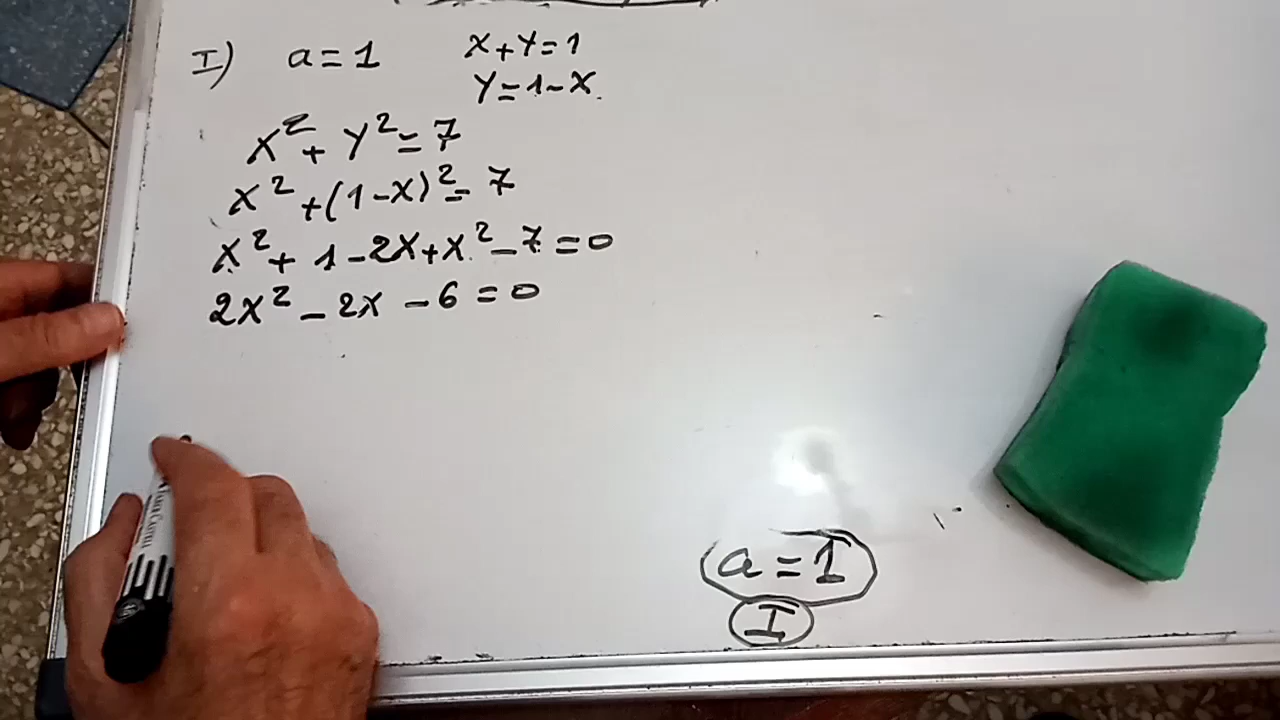 I) a = 1 x + y = 1
y = 1 - x
x² + y² = 7
x² + (1 - x)² = 7
x² + 1 - 2x + x² - 7 = 0
2x² - 2x - 6 = 0
a = 1
I